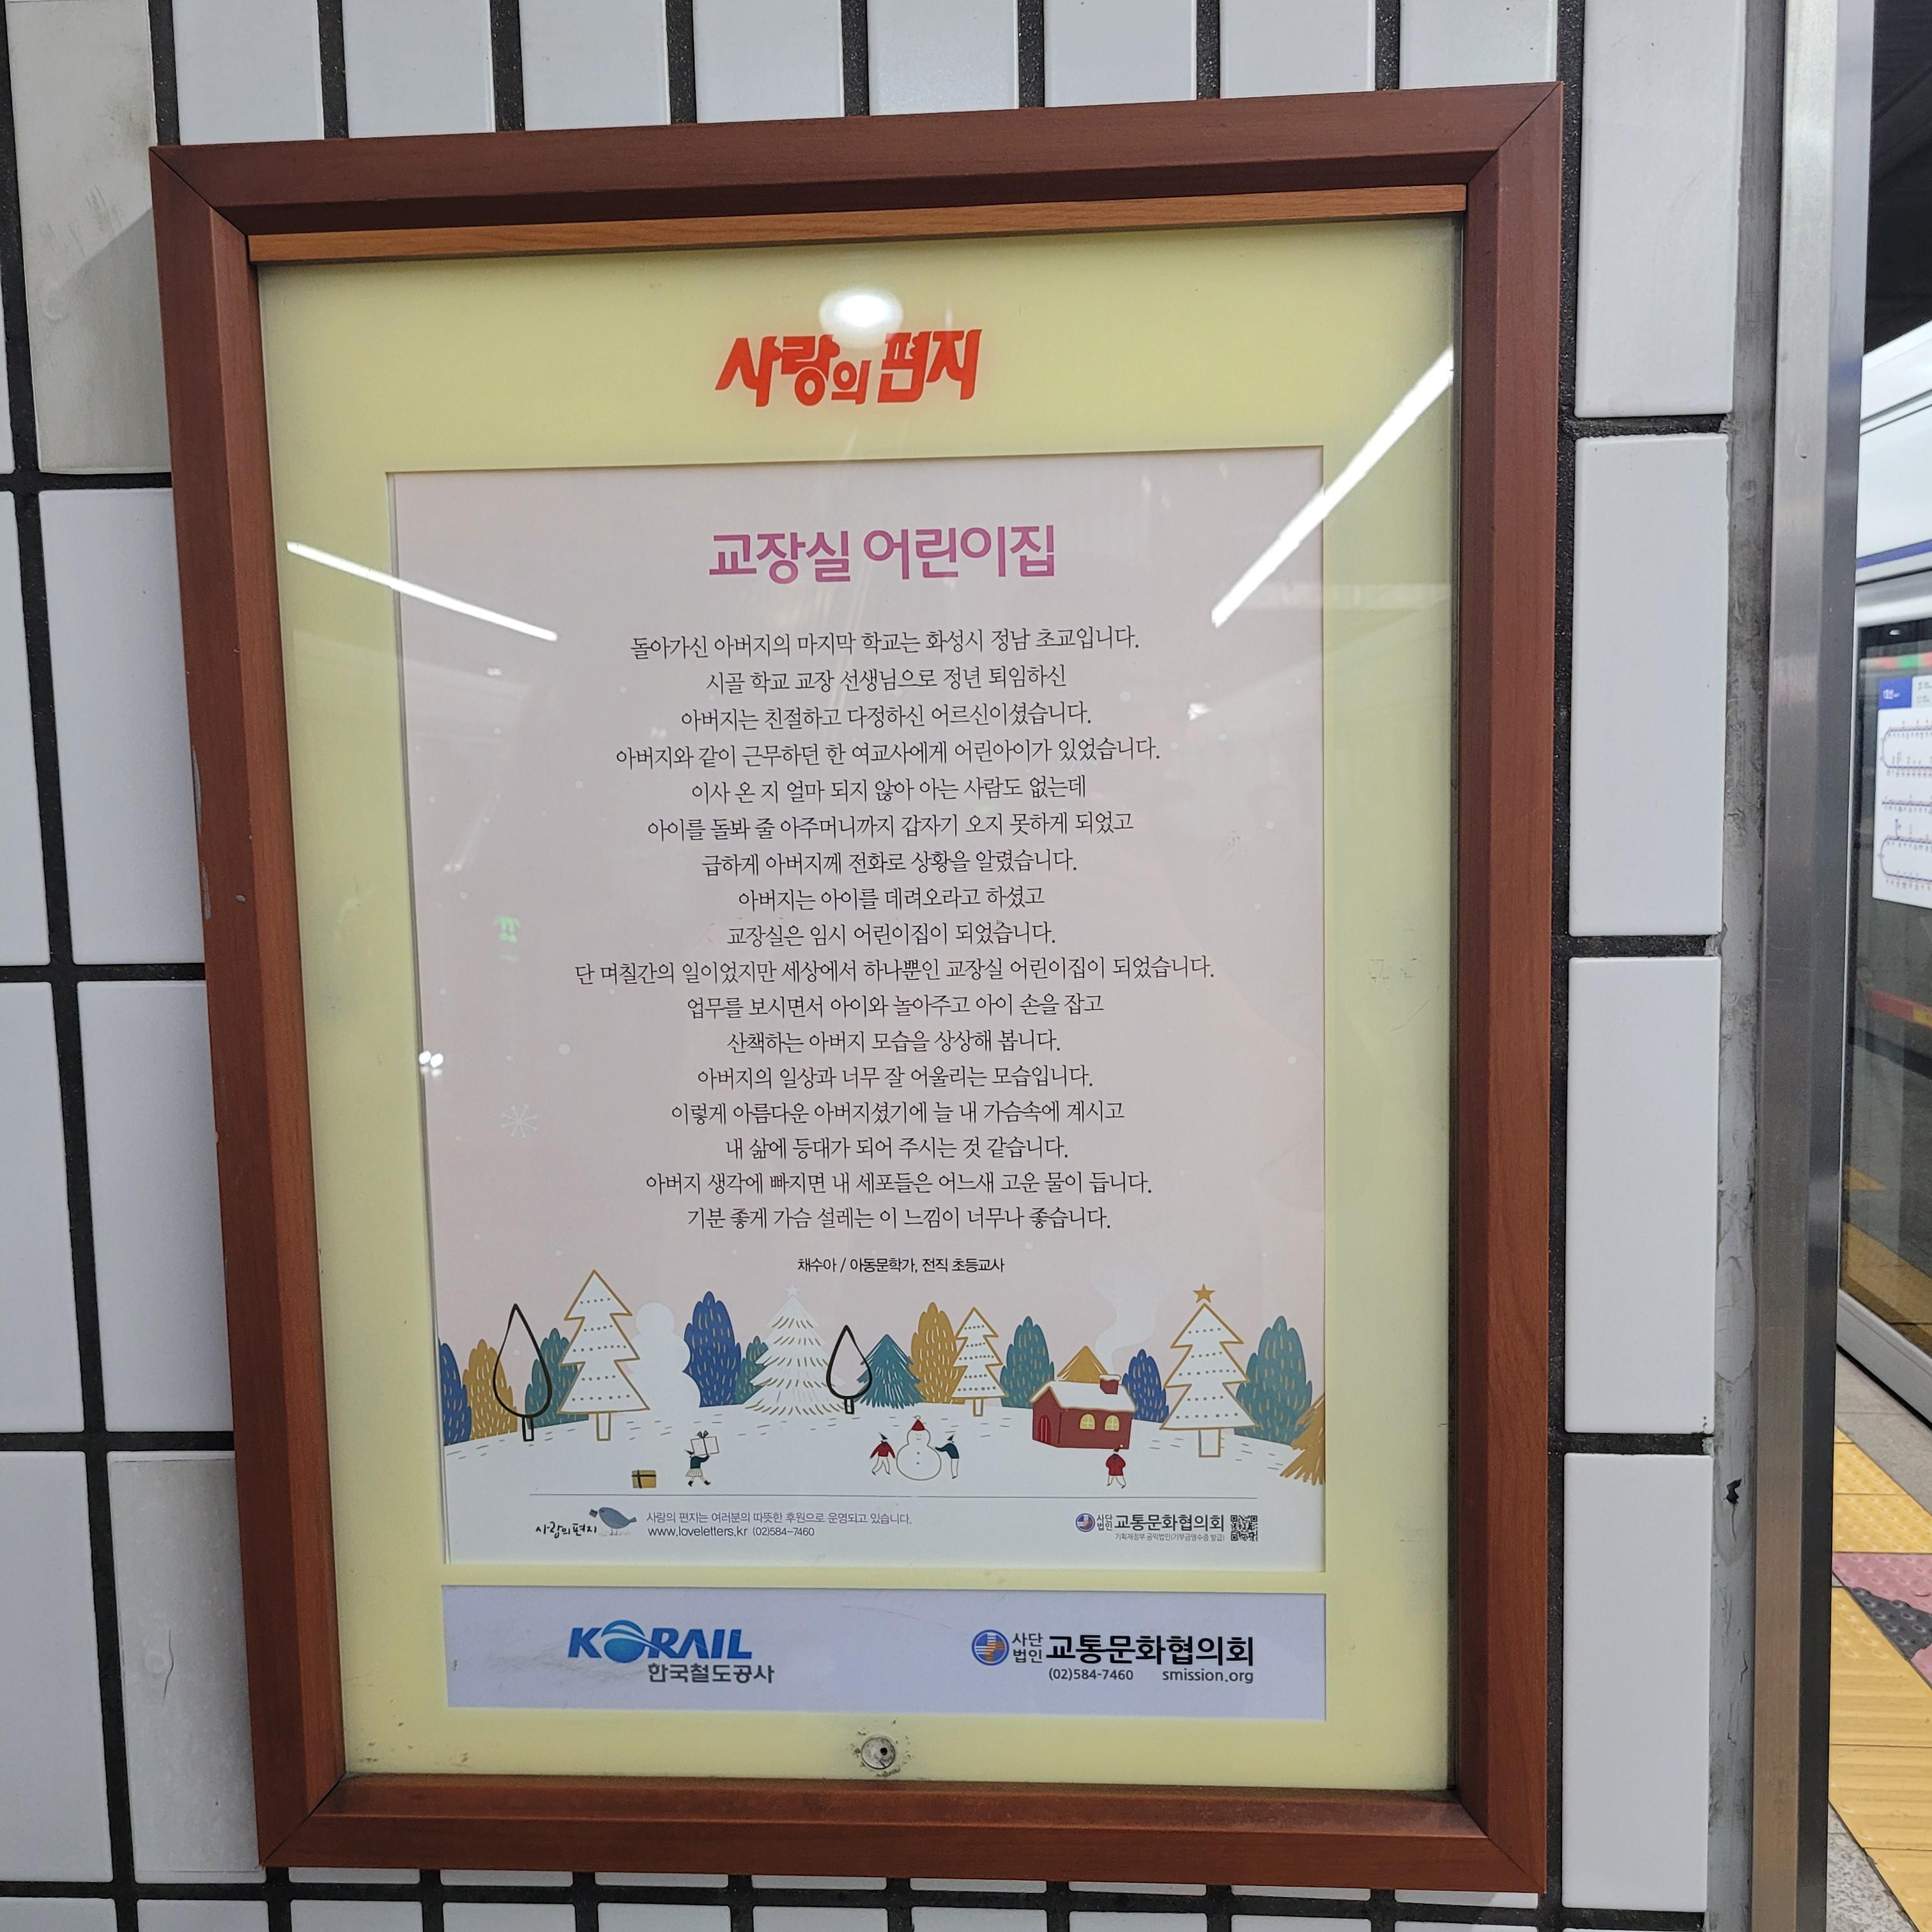 사랑의 편지
교장실 어린이집
돌아가신 아버지의 마지막 학교는 화성시 정남 초교입니다.
시골 학교 교장 선생님으로 정년 퇴임하신
아버지는 친절하고 다정하신 어르신이셨습니다.
아버지와 같이 근무하던 한 여교사에게 어린아이가 있었습니다.
이사 온 지 얼마 되지 않아 아는 사람도 없는데
아이를 돌봐 줄 아주머니까지 갑자기 오지 못하게 되었고
급하게 아버지께 전화로 상황을 알렸습니다.
아버지는 아이를 데려오라고 하셨고
교장실은 임시 어린이집이 되었습니다.
단 며칠간의 일이었지만 세상에서 하나뿐인 교장실 어린이집이 되었습니다.
업무를 보시면서 아이와 놀아주고 아이 손을 잡고
산책하는 아버지 모습을 상상해 봅니다.
아버지의 일상과 너무 잘 어울리는 모습입니다.
이렇게 아름다운 아버지셨기에 늘 내 가슴속에 계시고
내 삶에 등대가 되어 주시는 것 같습니다.
아버지 생각에 빠지면 내 세포들은 어느새 고운 물이 듭니다.
기분 좋게 가슴 설레는 이 느낌이 너무나 좋습니다.
채수아 / 아동문학가, 전직 초등교사
사랑의 편지
사랑의 편지는 여러분의 따뜻한 후원으로 운영되고 있습니다.
www.loveletters.kr (02)584-7460
사단법인 교통문화협의회
기획재정부 공익법인(기부금영수증 발급)
KORAIL
한국철도공사
사단법인 교통문화협의회
(02)584-7460 smission.org